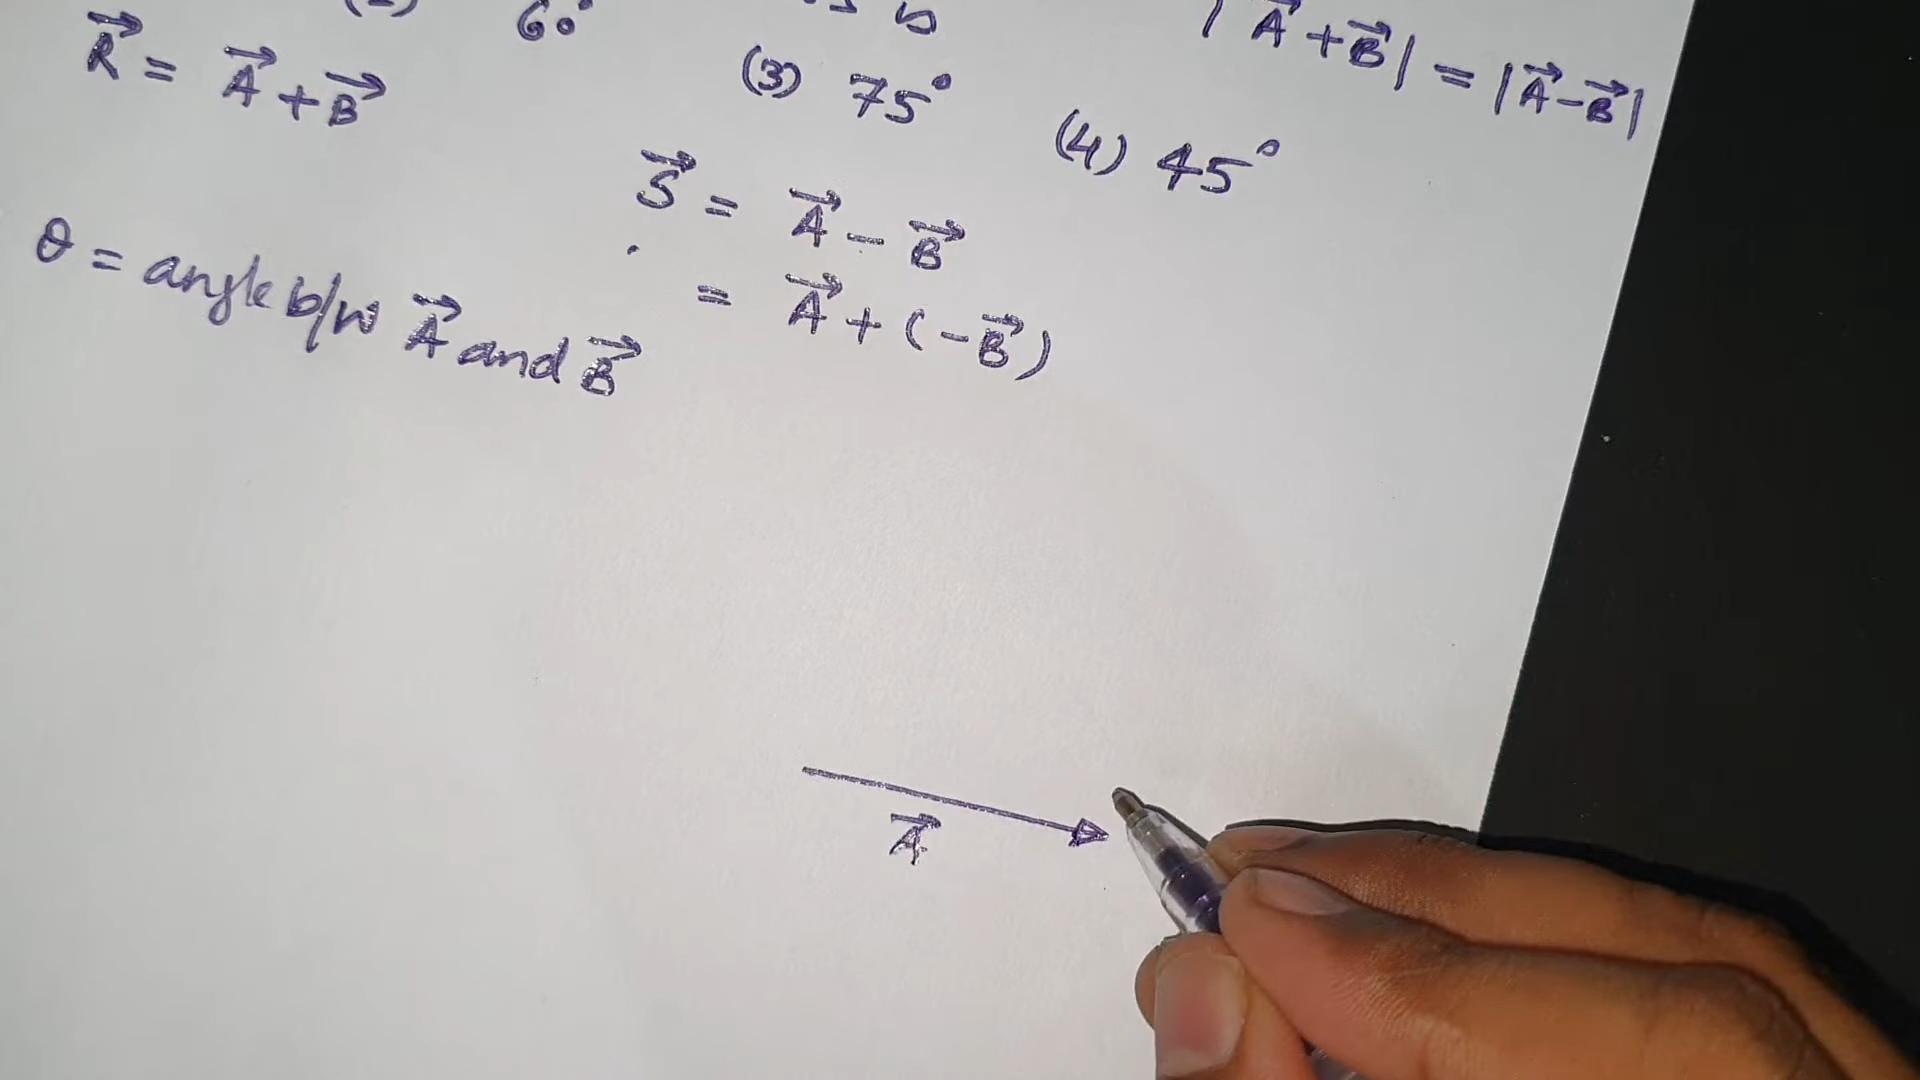 60°
|A⃗ + B⃗| = |A⃗ - B⃗|
R⃗ = A⃗ + B⃗
(3) 75°
(4) 45°
S⃗ = A⃗ - B⃗
= A⃗ + (-B⃗)
θ = angle b/w A⃗ and B⃗
A⃗